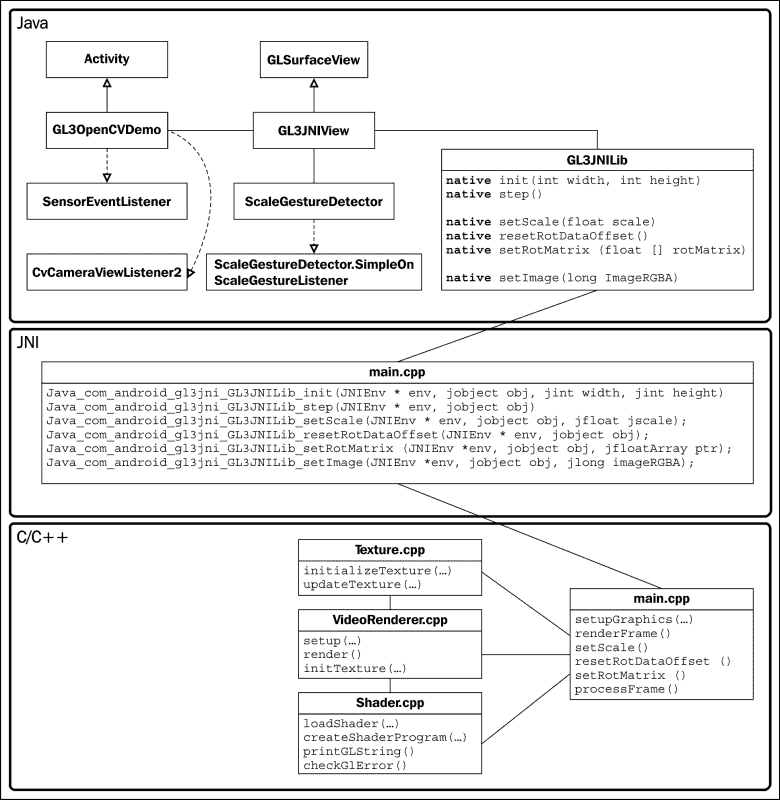 Java
Activity
GLSurfaceView
GL3OpenCVDemo
GL3JNIView
GL3JNILib
native init(int width, int height)
native step()
native setScale(float scale)
native resetRotDataOffset()
native setRotMatrix (float [] rotMatrix)
native setImage(long ImageRGBA)
SensorEventListener
ScaleGestureDetector
CvCameraViewListener2
ScaleGestureDetector.SimpleOn
ScaleGestureListener
JNI
main.cpp
Java_com_android_gl3jni_GL3JNILib_init(JNIEnv * env, jobject obj, jint width, jint height)
Java_com_android_gl3jni_GL3JNILib_step(JNIEnv * env, jobject obj)
Java_com_android_gl3jni_GL3JNILib_setScale(JNIEnv * env, jobject obj, jfloat jscale);
Java_com_android_gl3jni_GL3JNILib_resetRotDataOffset(JNIEnv * env, jobject obj);
Java_com_android_gl3jni_GL3JNILib_setRotMatrix (JNIEnv *env, jobject obj, jfloatArray ptr);
Java_com_android_gl3jni_GL3JNILib_setImage(JNIEnv *env, jobject obj, jlong imageRGBA);
C/C++
Texture.cpp
initializeTexture(…)
updateTexture(…)
VideoRenderer.cpp
setup(…)
render()
initTexture(…)
Shader.cpp
loadShader(…)
createShaderProgram(…)
printGLString()
checkGlError()
main.cpp
setupGraphics(…)
renderFrame()
setScale()
resetRotDataOffset ()
setRotMatrix ()
processFrame()